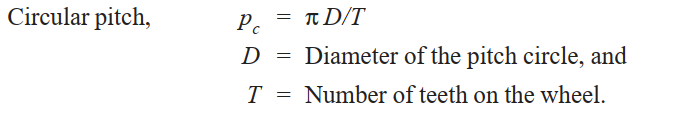 Circular pitch, p_c = π D/T
D = Diameter of the pitch circle, and
T = Number of teeth on the wheel.